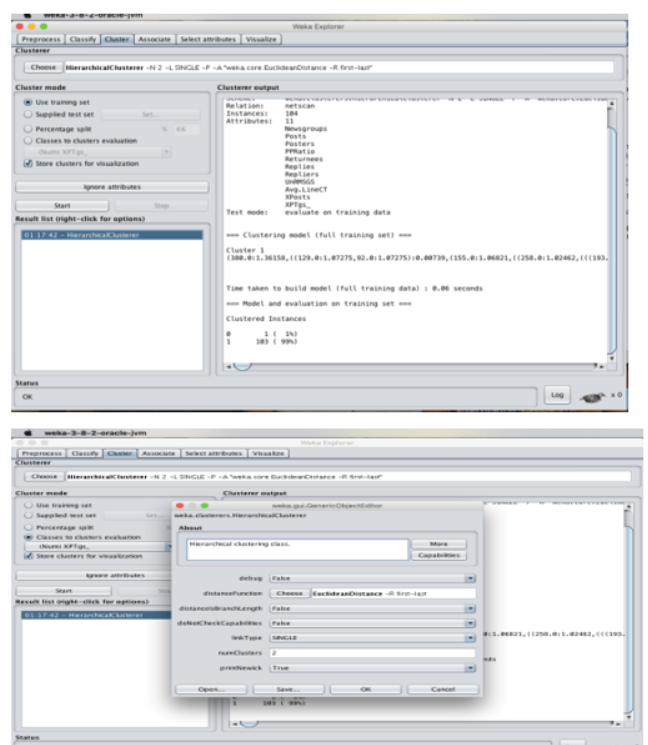 weka-3-8-2-oracle-jvm
Weka Explorer
Preprocess Classify Cluster Associate Select attributes Visualize
Clusterer
Choose HierarchicalClusterer -N 2 -L SINGLE -P -A "weka.core.EuclideanDistance -R first-last"
Cluster mode
Use training set
Supplied test set Set...
Percentage split % 66
Classes to clusters evaluation
(Num) XPTgs_
Store clusters for visualization
Ignore attributes
Start Stop
Result list (right-click for options)
01:17:42 - HierarchicalClusterer
Clusterer output
Relation: netscan
Instances: 104
Attributes: 11
Newsgroups
Posts
Posters
PPRatio
Returnees
Replies
Repliers
UnRMSGS
Avg.LineCT
XPosts
XPTgs_
Test mode: evaluate on training data
=== Clustering model (full training set) ===
Cluster 1
(380.0:1.36158,((129.0:1.07275,92.0:1.07275):0.00739,(155.0:1.06821,((258.0:1.02462,(((193.
Time taken to build model (full training data) : 0.06 seconds
=== Model and evaluation on training set ===
Clustered Instances
0 1 ( 1%)
1 103 ( 99%)
Status
OK
Log x 0
weka-3-8-2-oracle-jvm
Weka Explorer
Preprocess Classify Cluster Associate Select attributes Visualize
Clusterer
Choose HierarchicalClusterer -N 2 -L SINGLE -P -A "weka.core.EuclideanDistance -R first-last"
Cluster mode
Use training set
Supplied test set Set...
Percentage split
Classes to clusters evaluation
(Num) XPTgs_
Store clusters for visualization
Ignore attributes
Start
Result list (right-click for options)
01:17:42 - HierarchicalClusterer
Clusterer output
weka.gui.GenericObjectEditor
weka.clusterers.HierarchicalClusterer
About
Hierarchical clustering class.
More
Capabilities
debug False
distanceFunction Choose EuclideanDistance -R first-last
distanceIsBranchLength False
doNotCheckCapabilities False
linkType SINGLE
numClusters 2
printNewick True
Open... Save... OK Cancel
0:1.06821,((258.0:1.02462,(((193.
1 103 ( 99%)
Status